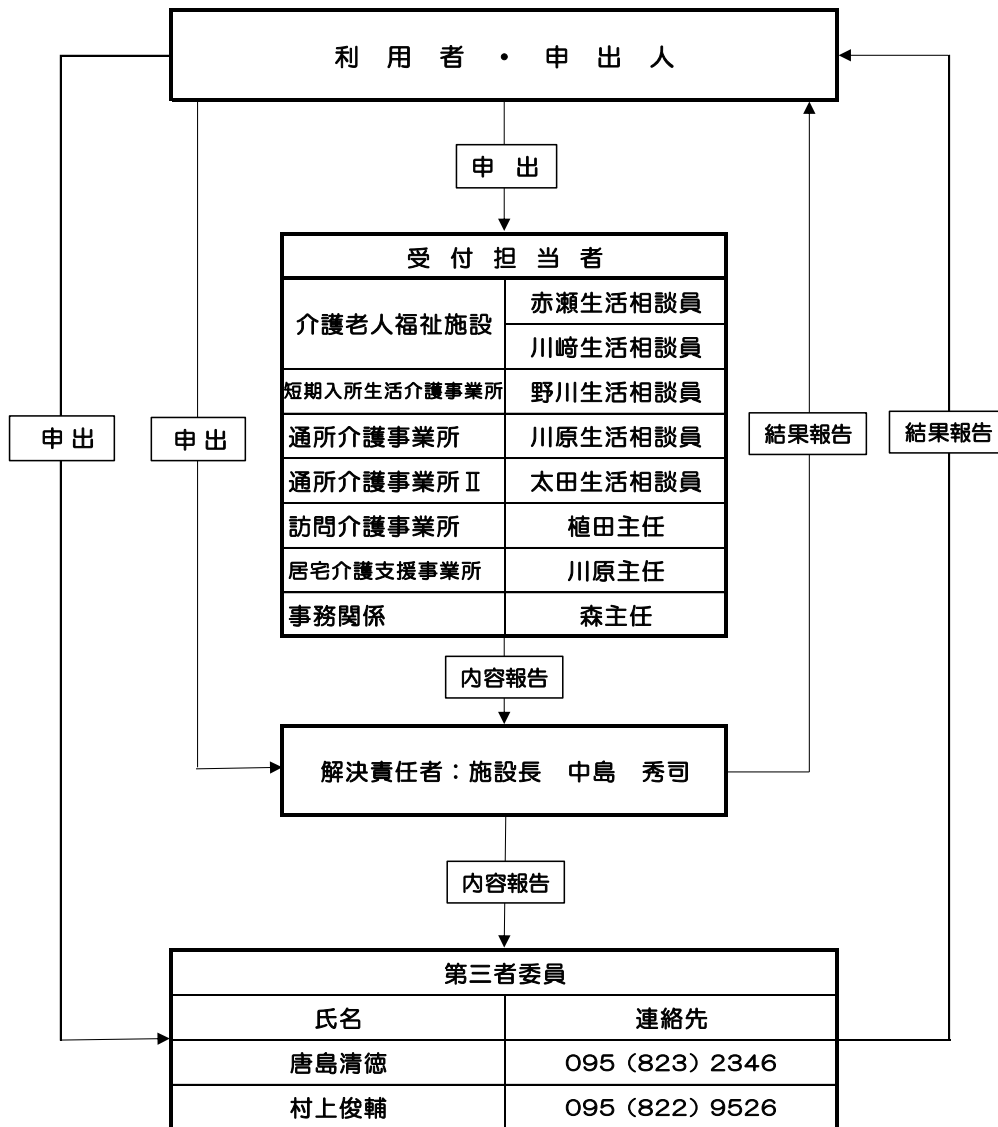 利用者・申出人
申出
受付担当者
介護老人福祉施設
赤瀬生活相談員
川﨑生活相談員
短期入所生活介護事業所 野川生活相談員
通所介護事業所 川原生活相談員
通所介護事業所Ⅱ 太田生活相談員
訪問介護事業所 植田主任
居宅介護支援事業所 川原主任
事務関係 森主任
申出
申出
結果報告
結果報告
内容報告
解決責任者：施設長 中島 秀司
内容報告
第三者委員
氏名 連絡先
唐島清徳 095（823）2346
村上俊輔 095（822）9526